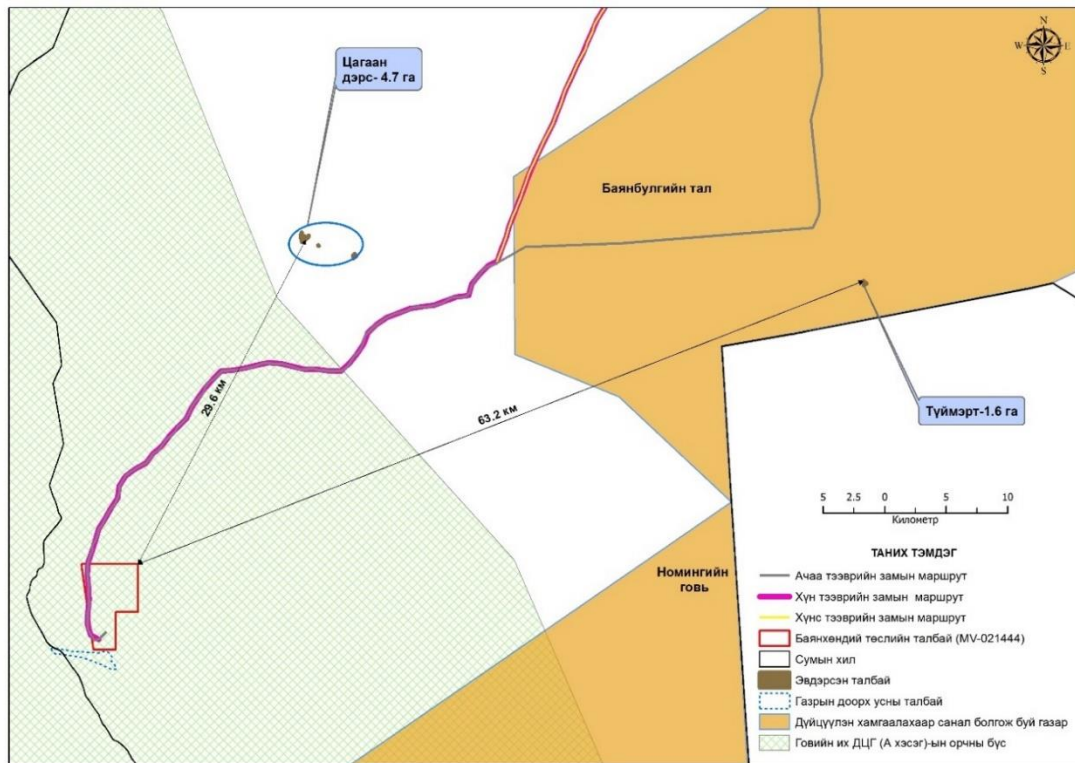 N
W
E
S
Цагаан
дэрс- 4.7 га
Баянбулгийн тал
29.6 км
63.2 км
Түймэрт-1.6 га
5 2.5 0 5 10
Километр
Номингийн
говь
ТАНИХ ТЭМДЭГ
Ачаа тээврийн замын маршрут
Хүн тээврийн замын маршрут
Хүнс тээврийн замын маршрут
Баянхөндий төслийн талбай (MV-021444)
Сумын хил
Эвдэрсэн талбай
Газрын доорх усны талбай
Дүйцүүлэн хамгаалахаар санал болгож буй газар
Говийн их ДЦГ (А хэсэг)-ын орчны бүс